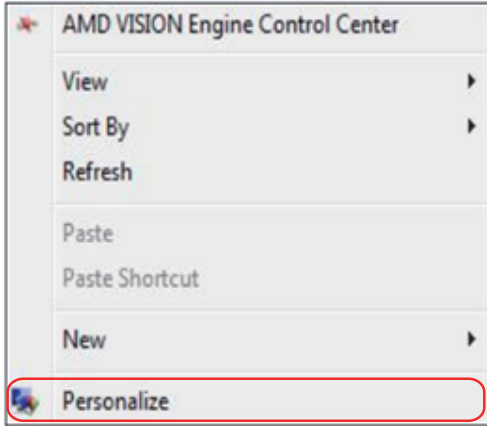 AMD VISION Engine Control Center
View
Sort By
Refresh
Paste
Paste Shortcut
New
Personalize